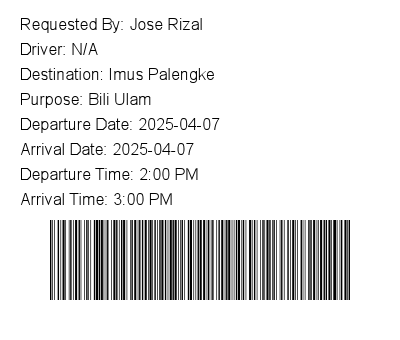 Requested By: Jose Rizal
Driver: N/A
Destination: Imus Palengke
Purpose: Bili Ulam
Departure Date: 2025-04-07
Arrival Date: 2025-04-07
Departure Time: 2:00 PM
Arrival Time: 3:00 PM